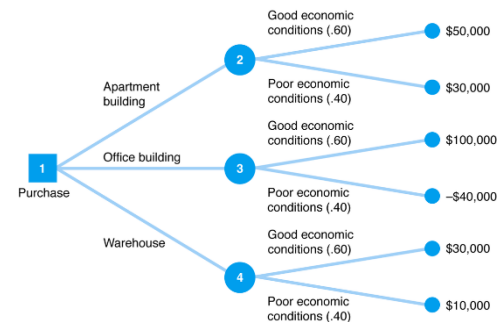 Good economic
conditions (.60)
$50,000
2
Apartment
building
Poor economic
conditions (.40)
$30,000
Good economic
conditions (.60)
$100,000
1
Office building
3
Purchase
Poor economic
conditions (.40)
–$40,000
Good economic
conditions (.60)
$30,000
Warehouse
4
Poor economic
conditions (.40)
$10,000